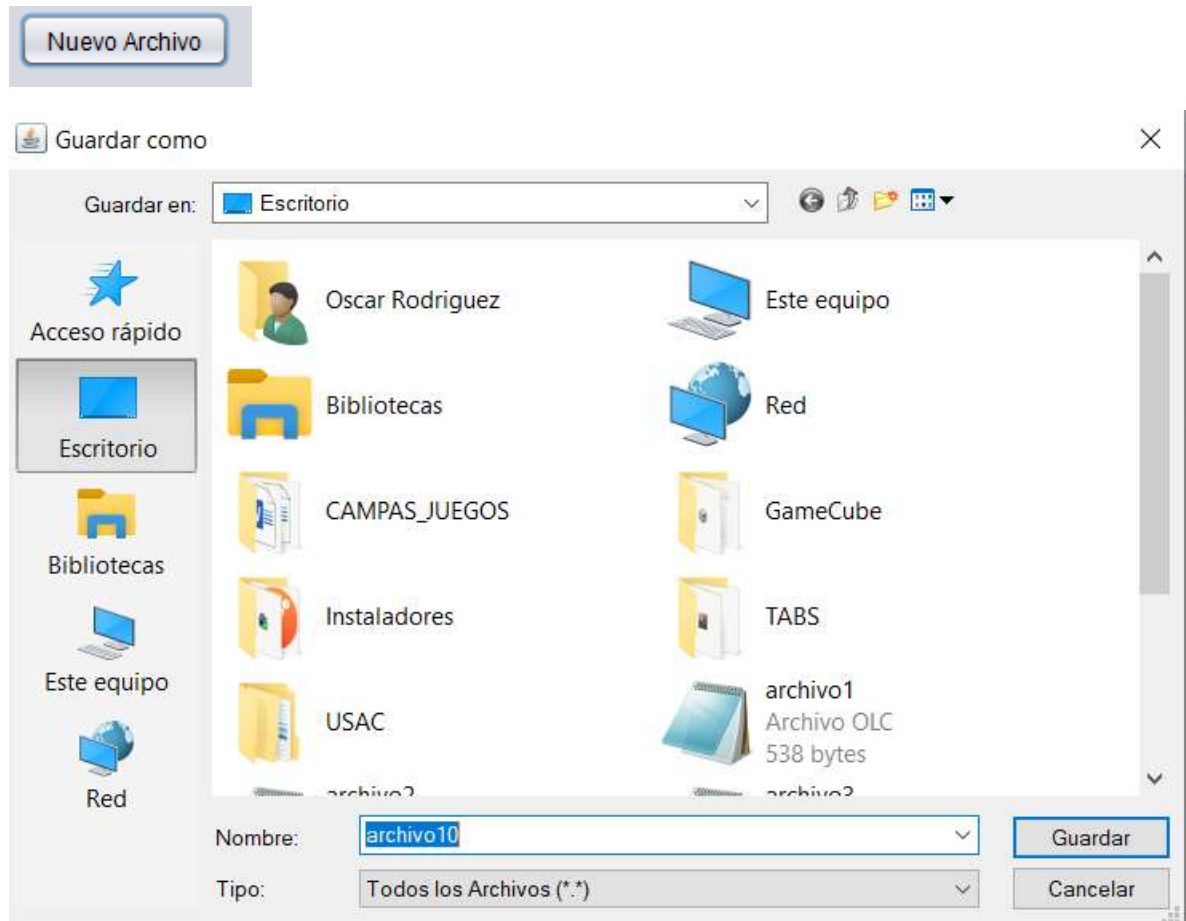 Nuevo Archivo
Guardar como
Guardar en:
Escritorio
Acceso rápido
Escritorio
Bibliotecas
Este equipo
Red
Oscar Rodriguez
Este equipo
Bibliotecas
Red
CAMPAS_JUEGOS
GameCube
Instaladores
TABS
USAC
archivo1
Archivo OLC
538 bytes
archivo2
archivo3
Nombre:
archivo10
Guardar
Tipo:
Todos los Archivos (*.*)
Cancelar